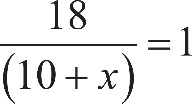 18 / (10 + x) = 1